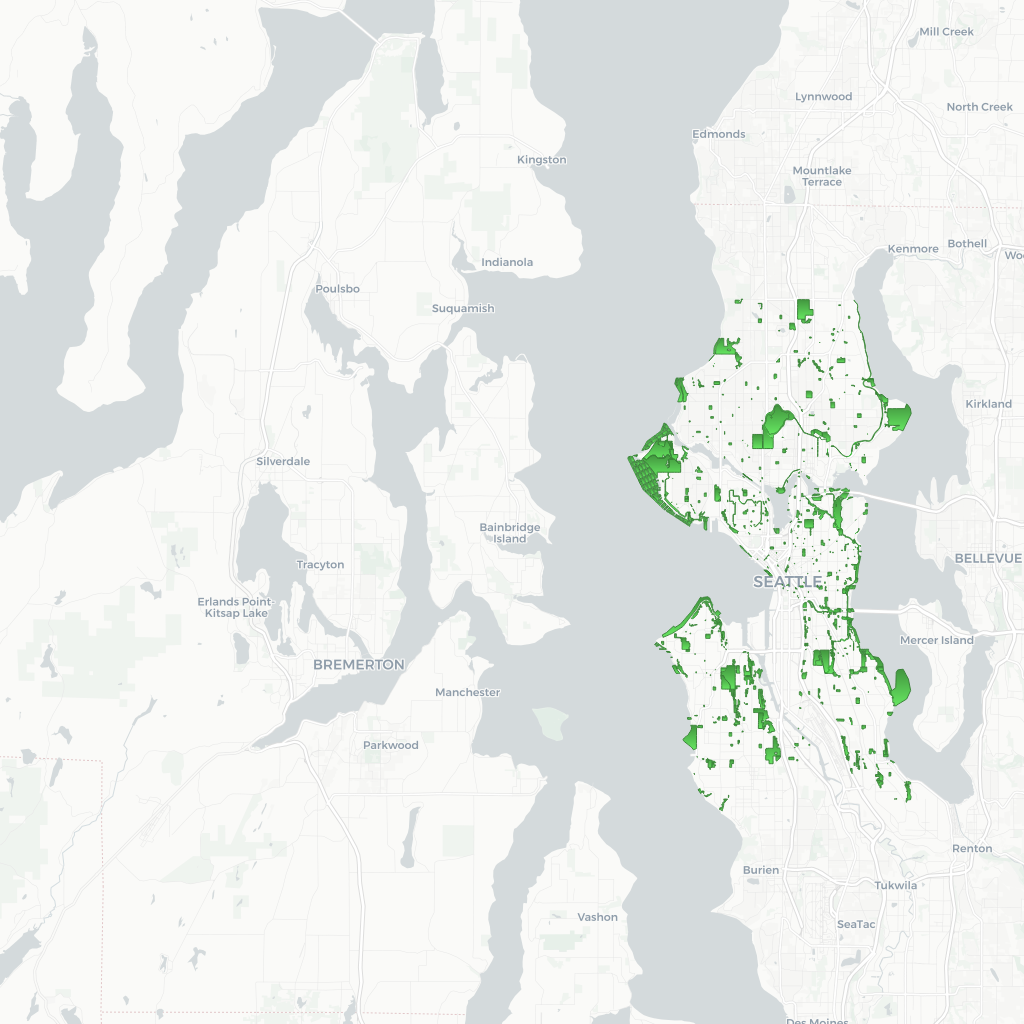 Mill Creek
Lynnwood
North Creek
Edmonds
Kingston
Mountlake
Terrace
Kenmore
Bothell
Woo
Indianola
Poulsbo
Suquamish
Kirkland
Silverdale
Bainbridge
Island
BELLEVUE
Tracyton
SEATTLE
Erlands Point-
Kitsap Lake
Mercer Island
BREMERTON
Manchester
Parkwood
Renton
Burien
Tukwila
Vashon
SeaTac
Des Moines